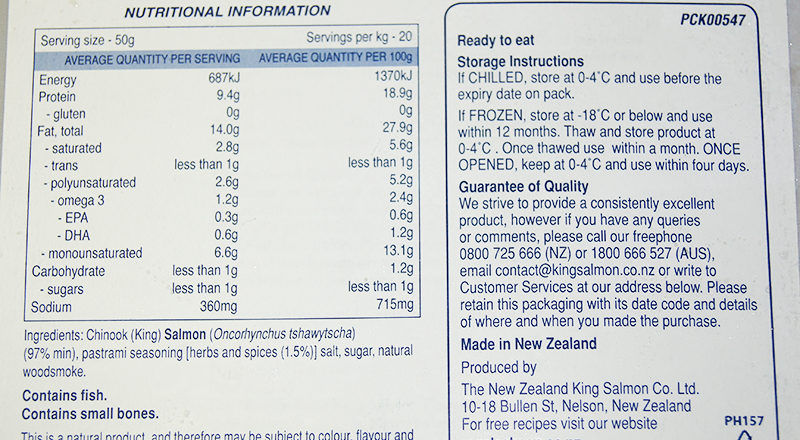 NUTRITIONAL INFORMATION
Serving size - 50g Servings per kg - 20
AVERAGE QUANTITY PER SERVING AVERAGE QUANTITY PER 100g
Energy 687kJ 1370kJ
Protein 9.4g 18.9g
- gluten 0g 0g
Fat, total 14.0g 27.9g
- saturated 2.8g 5.6g
- trans less than 1g less than 1g
- polyunsaturated 2.6g 5.2g
- omega 3 1.2g 2.4g
- EPA 0.3g 0.6g
- DHA 0.6g 1.2g
- monounsaturated 6.6g 13.1g
Carbohydrate less than 1g 1.2g
- sugars less than 1g less than 1g
Sodium 360mg 715mg
Ingredients: Chinook (King) Salmon (Oncorhynchus tshawytscha)
(97% min), pastrami seasoning [herbs and spices (1.5%)] salt, sugar, natural
woodsmoke.
Contains fish.
Contains small bones.
This is a natural product, and therefore may be subject to colour, flavour and
PCK00547
Ready to eat
Storage Instructions
If CHILLED, store at 0-4˚C and use before the
expiry date on pack.
If FROZEN, store at -18˚C or below and use
within 12 months. Thaw and store product at
0-4˚C . Once thawed use within a month. ONCE
OPENED, keep at 0-4˚C and use within four days.
Guarantee of Quality
We strive to provide a consistently excellent
product, however if you have any queries
or comments, please call our freephone
0800 725 666 (NZ) or 1800 666 527 (AUS),
email contact@kingsalmon.co.nz or write to
Customer Services at our address below. Please
retain this packaging with its date code and details
of where and when you made the purchase.
Made in New Zealand
Produced by
The New Zealand King Salmon Co. Ltd.
10-18 Bullen St, Nelson, New Zealand
For free recipes visit our website
PH157